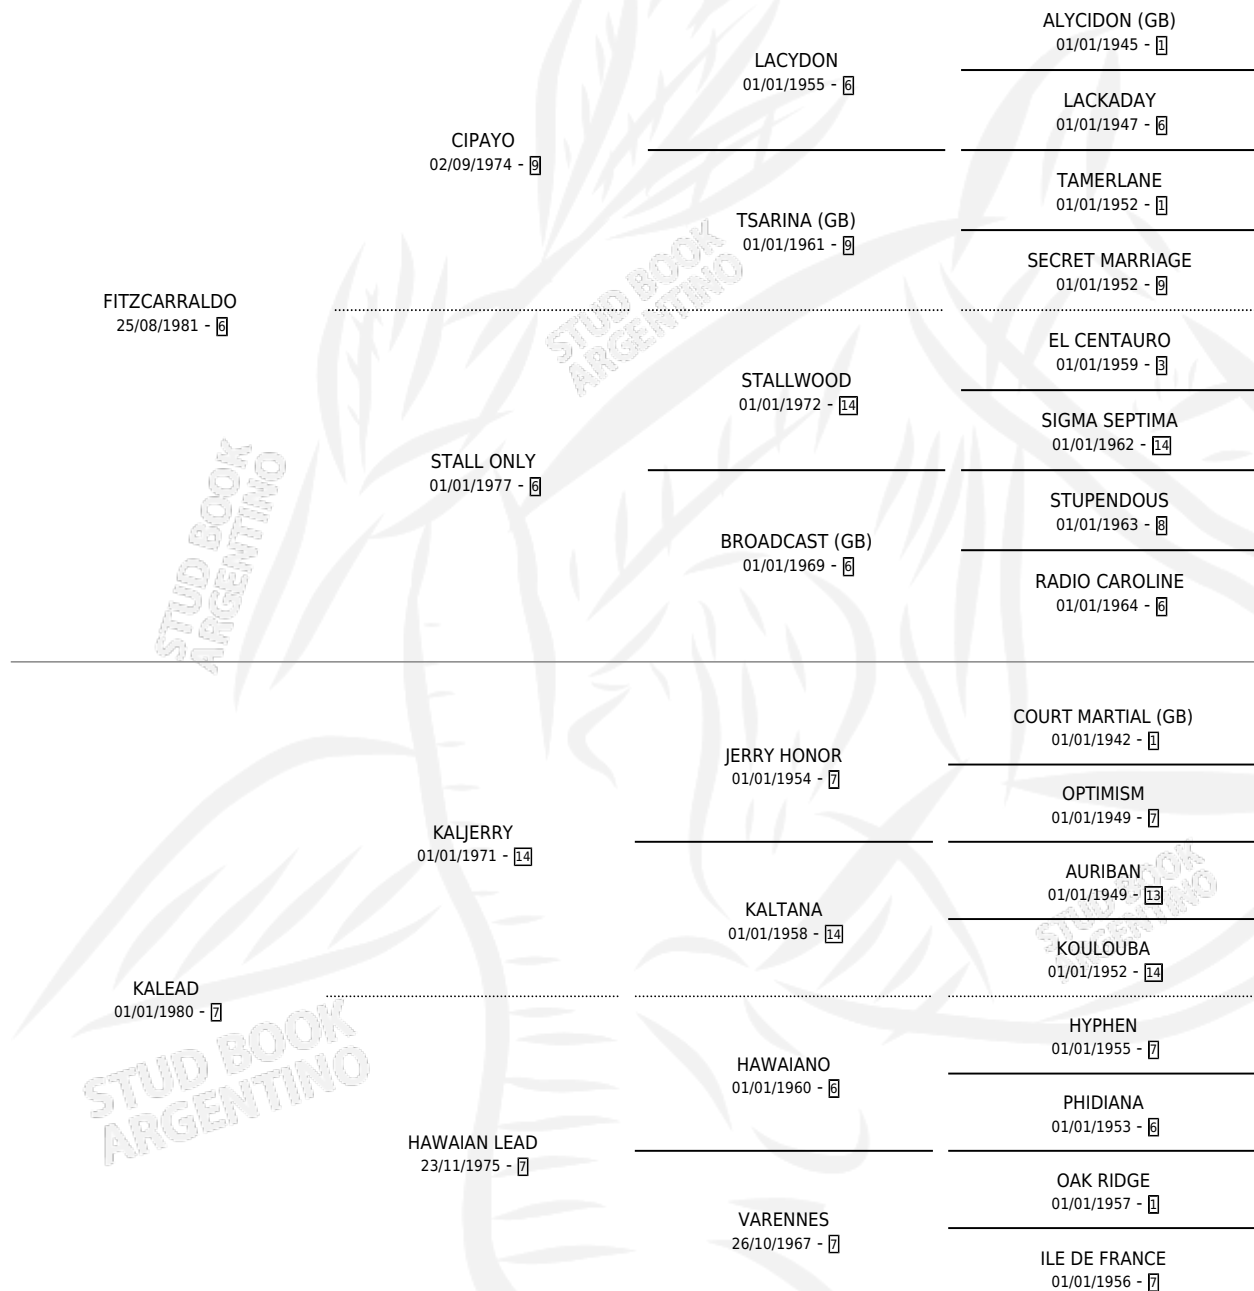 ALYCIDON (GB)
01/01/1945 - 1
LACYDON
01/01/1955 - 6
LACKADAY
01/01/1947 - 6
CIPAYO
02/09/1974 - 9
TAMERLANE
01/01/1952 - 1
TSARINA (GB)
01/01/1961 - 9
SECRET MARRIAGE
01/01/1952 - 9
FITZCARRALDO
25/08/1981 - 6
EL CENTAURO
01/01/1959 - 3
STALLWOOD
01/01/1972 - 14
SIGMA SEPTIMA
01/01/1962 - 14
STALL ONLY
01/01/1977 - 6
STUPENDOUS
01/01/1963 - 8
BROADCAST (GB)
01/01/1969 - 6
RADIO CAROLINE
01/01/1964 - 6
COURT MARTIAL (GB)
01/01/1942 - 1
JERRY HONOR
01/01/1954 - 7
OPTIMISM
01/01/1949 - 7
KALJERRY
01/01/1971 - 14
AURIBAN
01/01/1949 - 13
KALTANA
01/01/1958 - 14
KOULOUBA
01/01/1952 - 14
KALEAD
01/01/1980 - 7
HYPHEN
01/01/1955 - 7
HAWAIANO
01/01/1960 - 6
PHIDIANA
01/01/1953 - 6
HAWAIAN LEAD
23/11/1975 - 7
OAK RIDGE
01/01/1957 - 1
VARENNES
26/10/1967 - 7
ILE DE FRANCE
01/01/1956 - 7
STUD BOOK
ARGENTINO
STUD BOOK
ARGENTINO
STUD BOOK
ARGENTINO
STUD BOOK
ARGENTINO